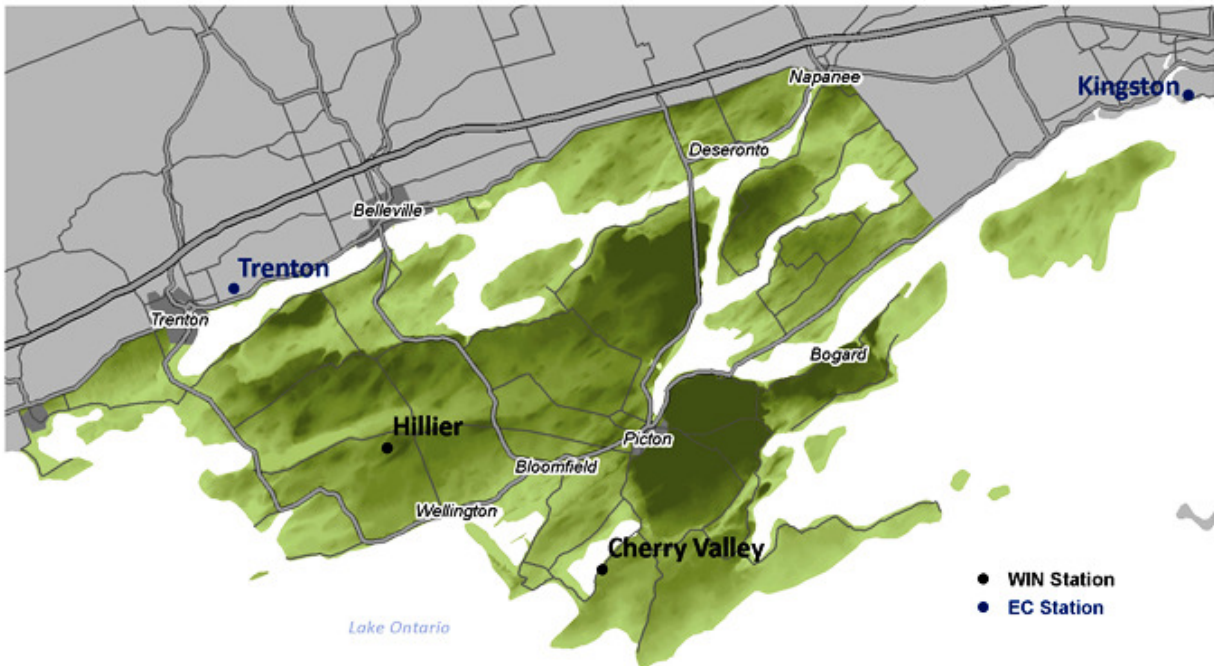 Napanee
Kingston
Deseronto
Belleville
Trenton
Trenton
Bogard
Hillier
Picton
Bloomfield
Wellington
Cherry Valley
WIN Station
EC Station
Lake Ontario